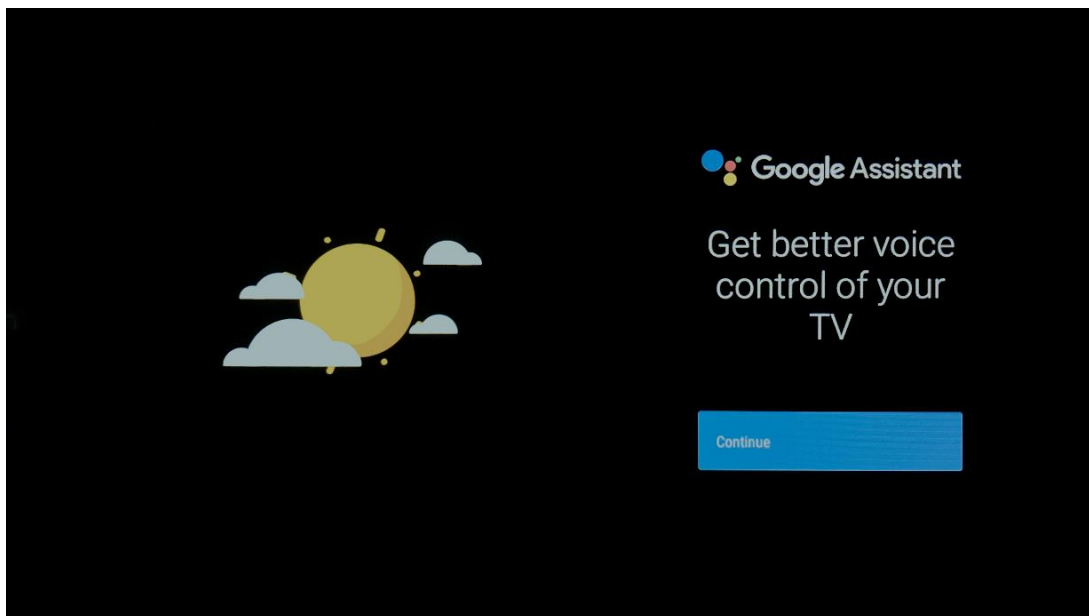 Google Assistant
Get better voice
control of your
TV
Continue